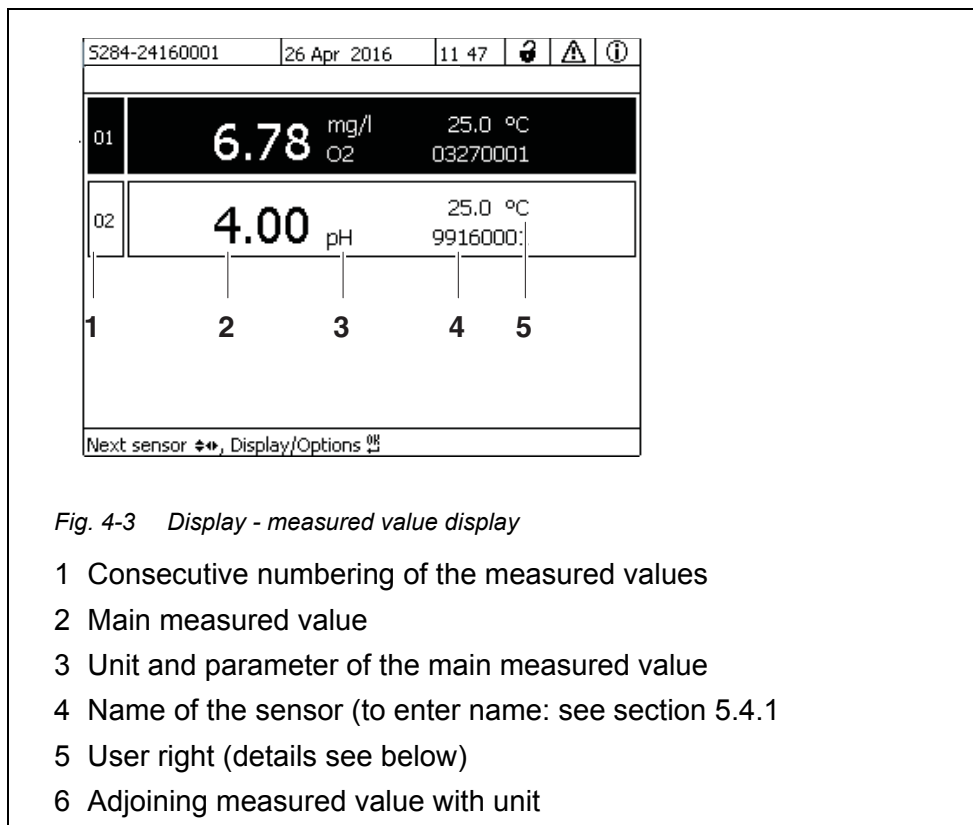 S284-24160001 26 Apr 2016 11 47
01 6.78 mg/l O2 25.0 °C 03270001
02 4.00 pH 25.0 °C 9916000
1 2 3 4 5
Next sensor, Display/Options OK
Fig. 4-3 Display - measured value display
1 Consecutive numbering of the measured values
2 Main measured value
3 Unit and parameter of the main measured value
4 Name of the sensor (to enter name: see section 5.4.1
5 User right (details see below)
6 Adjoining measured value with unit